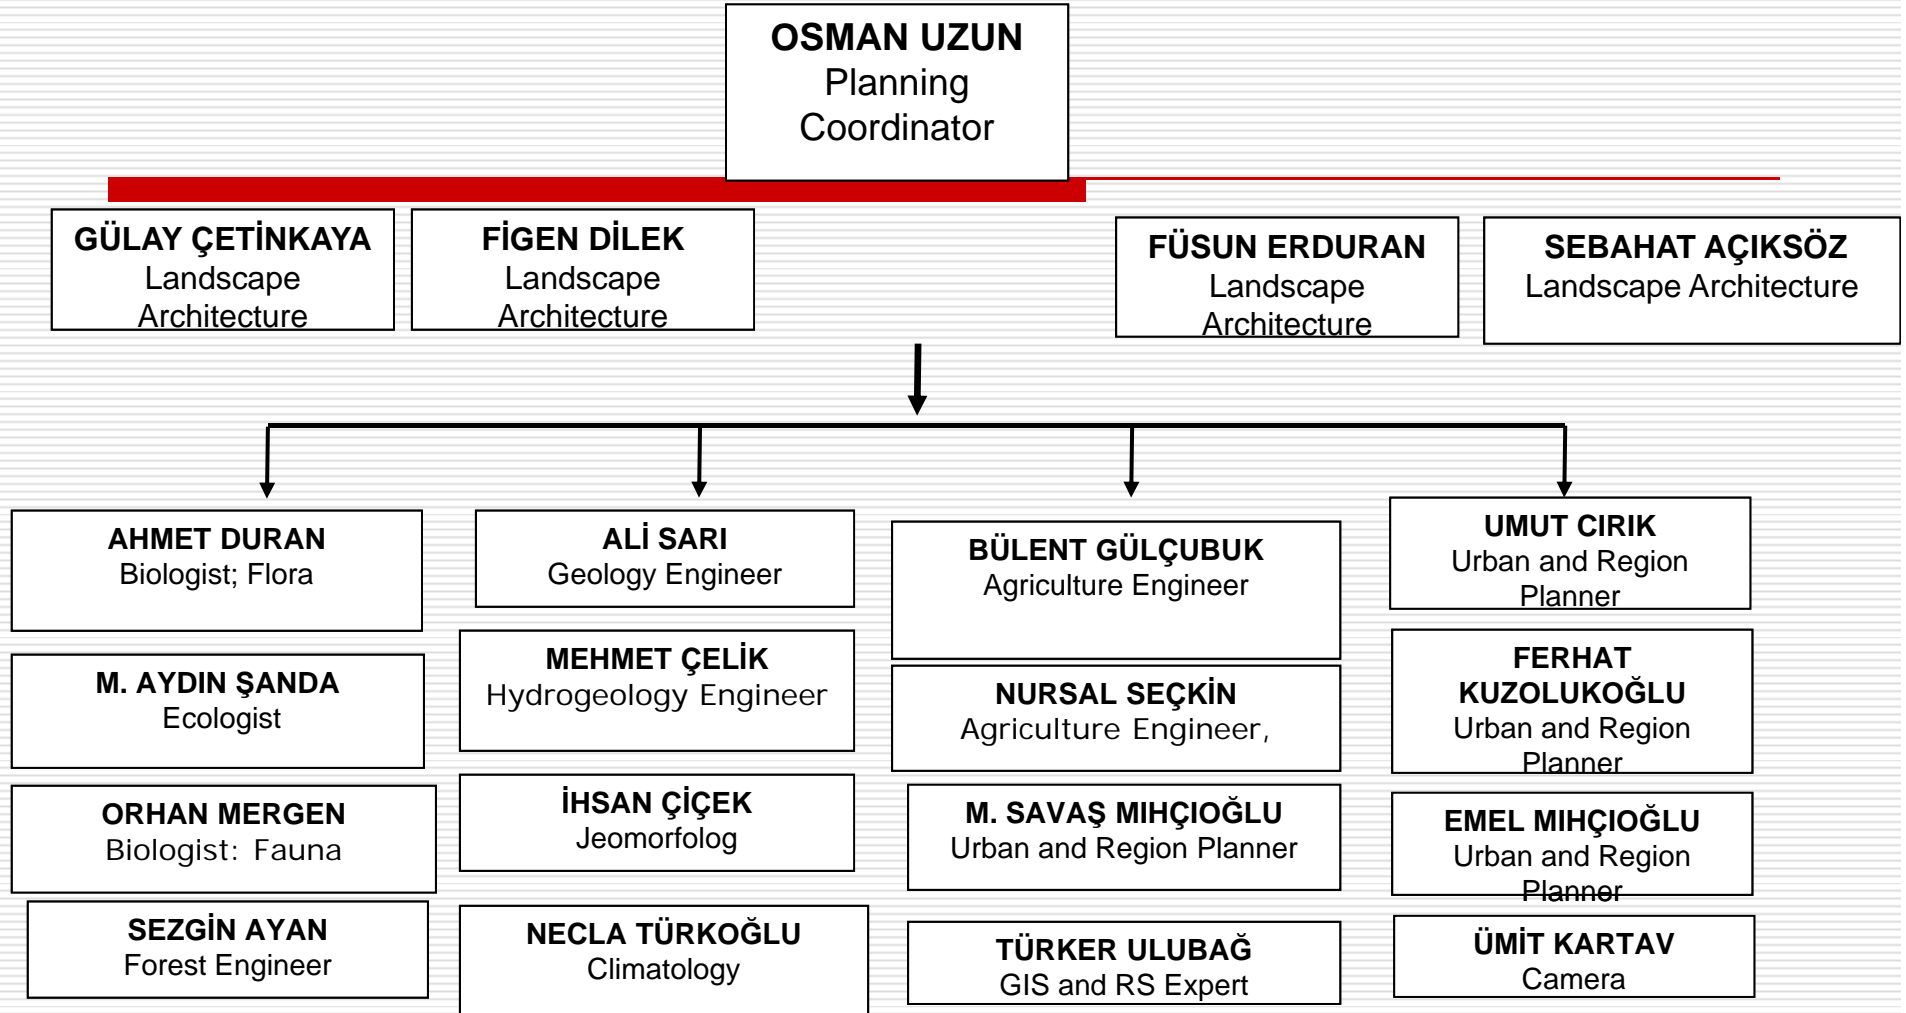 OSMAN UZUN
Planning
Coordinator
GÜLAY ÇETİNKAYA
Landscape
Architecture
FİGEN DİLEK
Landscape
Architecture
FÜSUN ERDURAN
Landscape
Architecture
SEBAHAT AÇIKSÖZ
Landscape Architecture
AHMET DURAN
Biologist; Flora
M. AYDIN ŞANDA
Ecologist
ORHAN MERGEN
Biologist: Fauna
SEZGİN AYAN
Forest Engineer
ALİ SARI
Geology Engineer
MEHMET ÇELİK
Hydrogeology Engineer
İHSAN ÇİÇEK
Jeomorfolog
NECLA TÜRKOĞLU
Climatology
BÜLENT GÜLÇUBUK
Agriculture Engineer
NURSAL SEÇKİN
Agriculture Engineer,
M. SAVAŞ MIHÇIOĞLU
Urban and Region Planner
TÜRKER ULUBAĞ
GIS and RS Expert
UMUT CIRIK
Urban and Region
Planner
FERHAT
KUZOLUKOĞLU
Urban and Region
Planner
EMEL MIHÇIOĞLU
Urban and Region
Planner
ÜMİT KARTAV
Camera